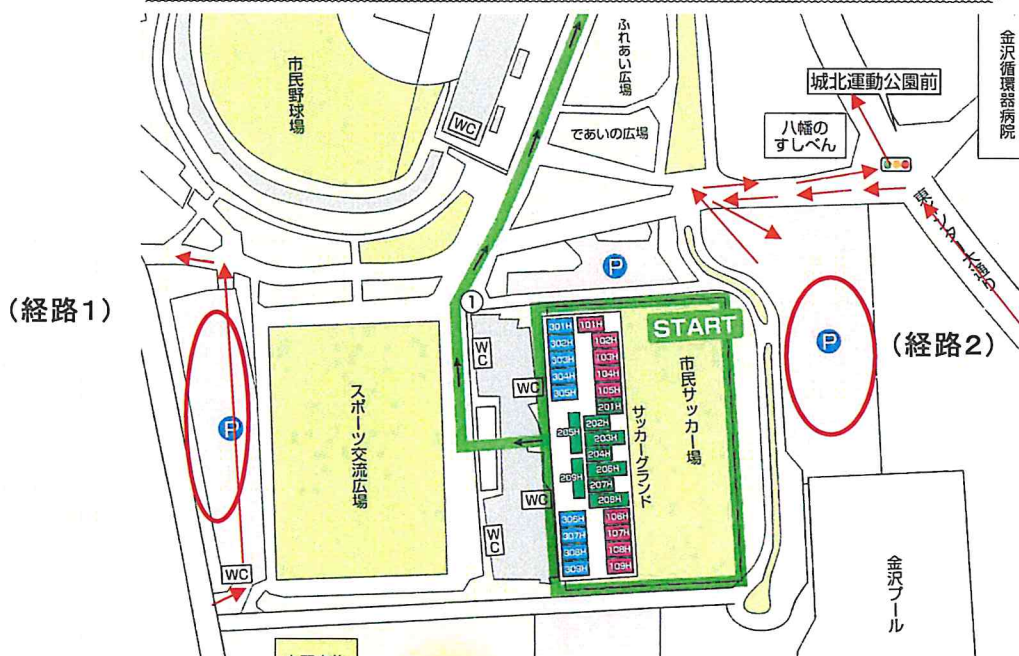 市民野球場
ふれあい広場
WC
であいの広場
八幡の
すしべん
城北運動公園前
金沢循環器病院
東インター大通り
(経路1)
P
1
START
P
(経路2)
P
WC
WC
WC
WC
WC
スポーツ交流広場
301H
302H
303H
304H
305H
101H
102H
103H
104H
105H
201H
202H
203H
204H
205H
206H
207H
208H
209H
306H
307H
308H
309H
106H
107H
108H
109H
サッカーグランド
市民サッカー場
金沢プール